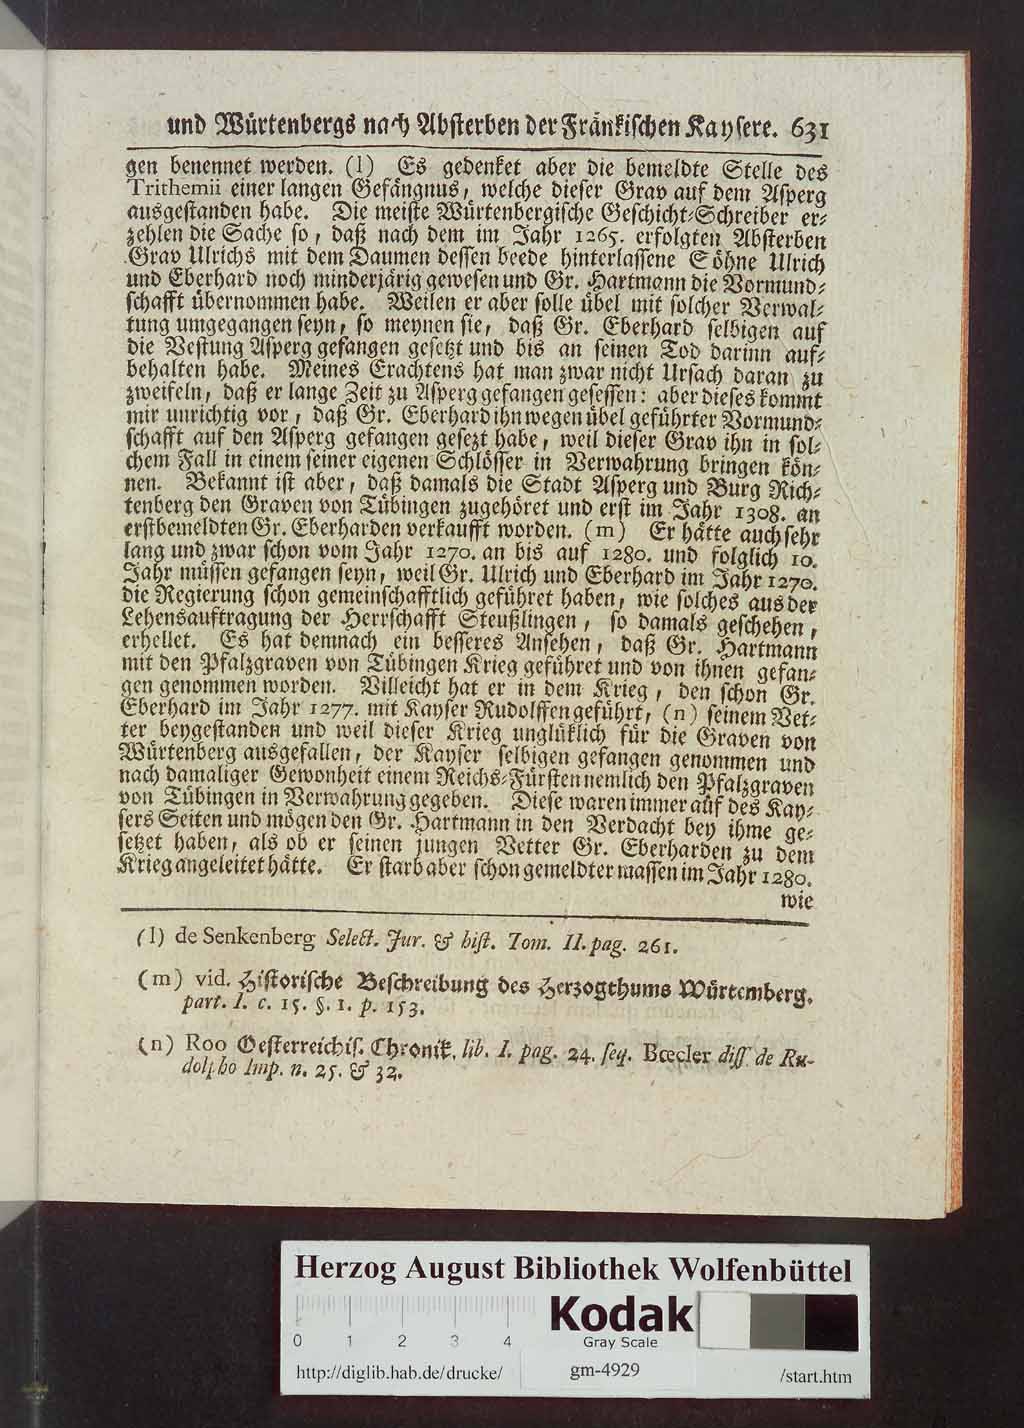 und Würtenbergs nach Absterben der Fränkischen Kaysere. 631
gen benennet werden. (l) Es gedenket aber die bemeldte Stelle des
Trithemii einer langen Gefängnus, welche dieser Grav auf dem Asperg
ausgestanden habe. Die meiste Würtenbergische Geschicht-Schreiber er-
zehlen die Sache so, daß nach dem im Jahr 1265. erfolgten Absterben
Grav Ulrichs mit dem Daumen dessen beede hinterlassene Söhne Ulrich
und Eberhard noch minderjärig gewesen und Gr. Hartmann die Vormund-
schafft übernommen habe. Weilen er aber solle übel mit solcher Verwal-
tung umgegangen seyn, so meynen sie, daß Gr. Eberhard selbigen auf
die Vestung Asperg gefangen gesetzt und bis an seinen Tod darinn auf-
behalten habe. Meines Erachtens hat man zwar nicht Ursach daran zu
zweifeln, daß er lange Zeit zu Asperg gefangen gesessen: aber dieses kommt
mir unrichtig vor, daß Gr. Eberhard ihn wegen übel geführter Vormund-
schafft auf den Asperg gefangen gesezt habe, weil dieser Grav ihn in sol-
chem Fall in einem seiner eigenen Schlösser in Verwahrung bringen kön-
nen. Bekannt ist aber, daß damals die Stadt Asperg und Burg Rich-
tenberg den Graven von Tübingen zugehöret und erst im Jahr 1308. an
erstbemeldten Gr. Eberharden verkaufft worden. (m) Er hätte auch sehr
lang und zwar schon vom Jahr 1270. an bis auf 1280. und folglich 10.
Jahr müssen gefangen seyn, weil Gr. Ulrich und Eberhard im Jahr 1270.
die Regierung schon gemeinschafftlich geführet haben, wie solches aus der
Lehensauftragung der Herrschafft Steußlingen, so damals geschehen,
erhellet. Es hat demnach ein besseres Ansehen, daß Gr. Hartmann
mit den Pfalzgraven von Tübingen Krieg geführet und von ihnen gefan-
gen genommen worden. Villeicht hat er in dem Krieg, den schon Gr.
Eberhard im Jahr 1277. mit Kayser Rudolffen geführt, (n) seinem Vet-
ter beygestanden und weil dieser Krieg unglüklich für die Graven von
Würtenberg ausgefallen, der Kayser selbigen gefangen genommen und
nach damaliger Gewonheit einem Reichs-Fürsten nemlich den Pfalzgraven
von Tübingen in Verwahrung gegeben. Diese waren immer auf des Kay-
sers Seiten und mögen den Gr. Hartmann in den Verdacht bey ihme ge-
setzet haben, als ob er seinen jungen Vetter Gr. Eberharden zu dem
Krieg angeleitet hätte. Er starb aber schon gemeldter massen im Jahr 1280.
wie
(l) de Senkenberg Select. Jur. & hist. Tom. II. pag. 261.
(m) vid. Historische Beschreibung des Herzogthums Würtemberg.
part. I. c. 15. §. 1. p. 153.
(n) Roo Oesterreichis. Chronik. lib. I. pag. 24. seq. Bœcler diss. de Ru-
dolpho Imp. n. 25. & 32.
Herzog August Bibliothek Wolfenbüttel
Kodak
Gray Scale
0 1 2 3 4
http://diglib.hab.de/drucke/ gm-4929 /start.htm